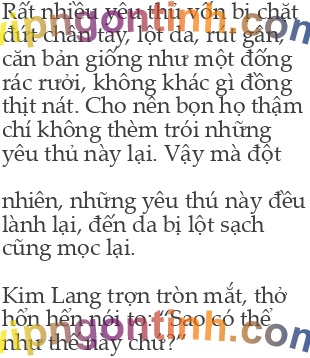 Rất nhiều yêu thú vốn bị chặt
đứt chân tay, lột da, rút gân,
căn bản giống như một đống
rác rưởi, không khác gì đồng
thịt nát. Cho nên bọn họ thậm
chí không thèm trói những
yêu thủ này lại. Vậy mà đột
nhiên, những yêu thú này đều
lành lại, đến da bị lột sạch
cũng mọc lại.
Kim Lang trợn tròn mắt, thở
hổn hển nói to: “Sao có thể
như thế này chứ?”
vipngontinh.com
vipngontinh.com